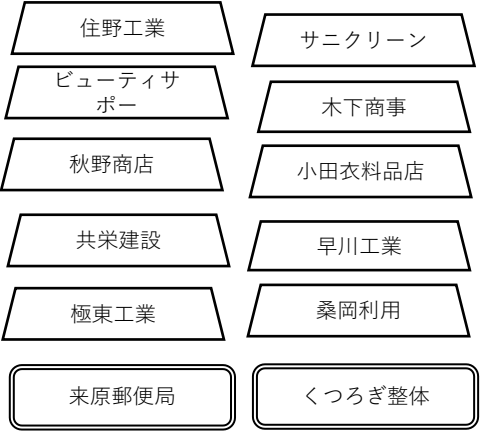 住野工業
サニクリーン
ビューティサ
ポー
木下商事
秋野商店
小田衣料品店
共栄建設
早川工業
極東工業
桑岡利用
来原郵便局
くつろぎ整体